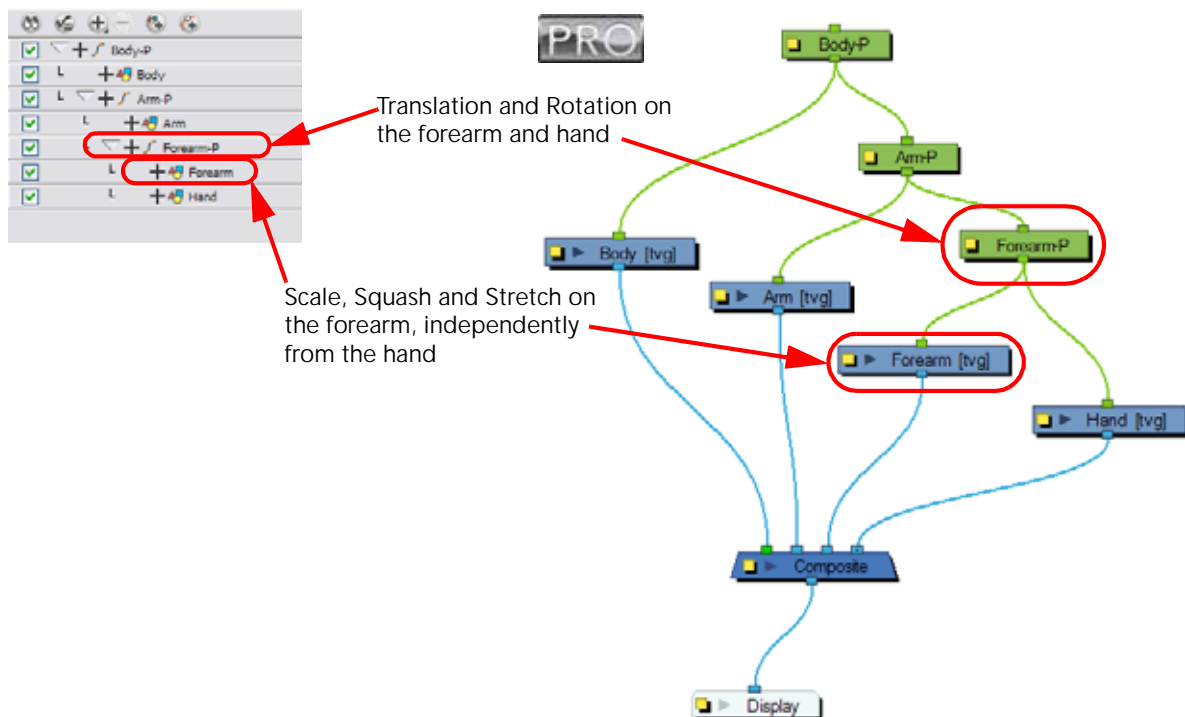 Body-P
Body
Arm-P
Arm
Forearm-P
Forearm
Hand
PRO
Translation and Rotation on
the forearm and hand
Scale, Squash and Stretch on
the forearm, independently
from the hand
Body-P
Arm-P
Forearm-P
Body [tvg]
Arm [tvg]
Forearm [tvg]
Hand [tvg]
Composite
Display